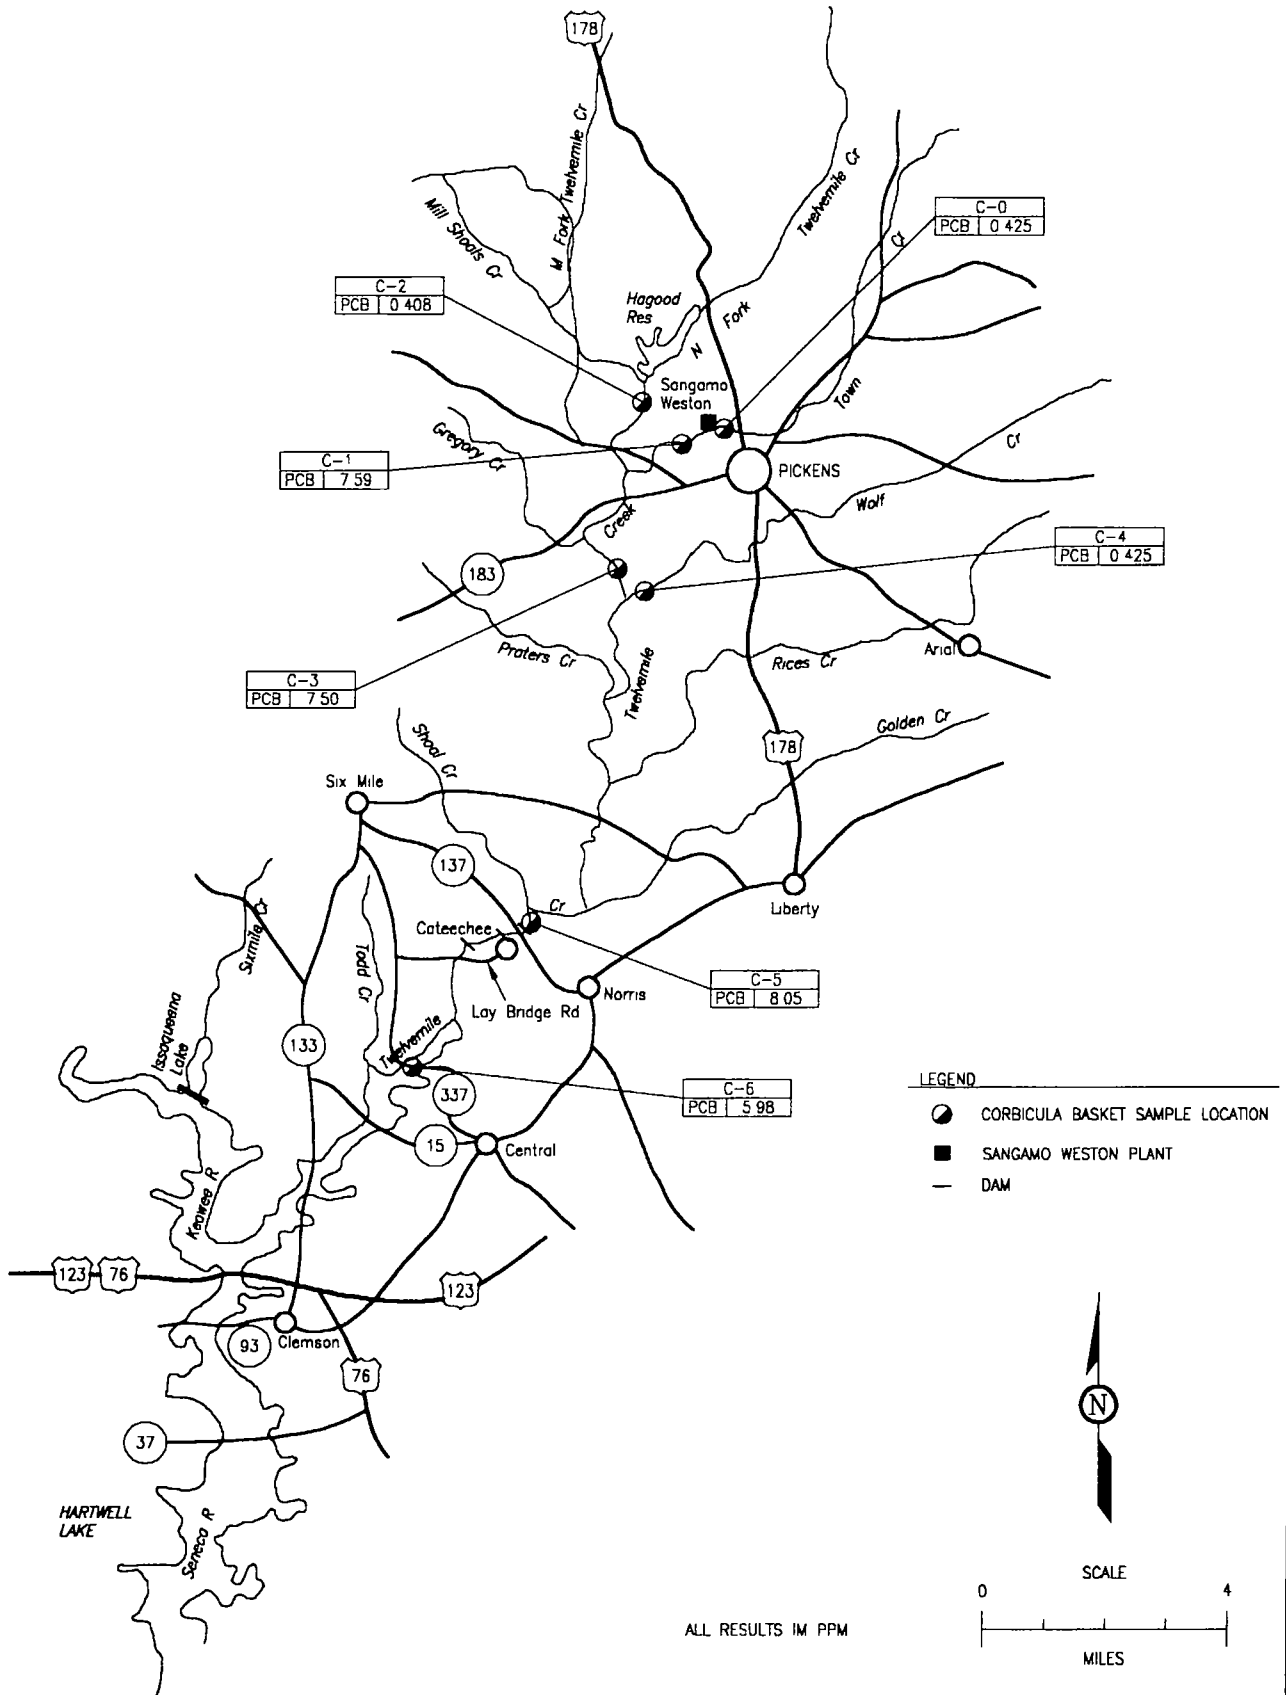 178
M Fork Twelvemile Cr
Mill Shoals Cr
Twelvemile Cr
C-0
PCB 0 425
Cr
C-2
PCB 0 408
Hagood
Res
N
Fork
Sangamo
Weston
Town
Gregory Cr
C-1
PCB 7 59
PICKENS
Cr
Wolf
Creek
C-4
PCB 0 425
183
Praters Cr
Twelvemile
Rices Cr
Arial
C-3
PCB 7 50
Shoal Cr
Golden Cr
178
Six Mile
137
Liberty
Cr
Sixmile Cr
Cateechee
Todd Cr
C-5
PCB 8 05
Norris
Lay Bridge Rd
Issaqueena
Lake
133
Twelvemile
C-6
PCB 5 98
337
15
Central
Keowee R
LEGEND
CORBICULA BASKET SAMPLE LOCATION
SANGAMO WESTON PLANT
DAM
123 76
123
93
Clemson
76
37
N
HARTWELL
LAKE
Seneca R
SCALE
0 4
MILES
ALL RESULTS IM PPM